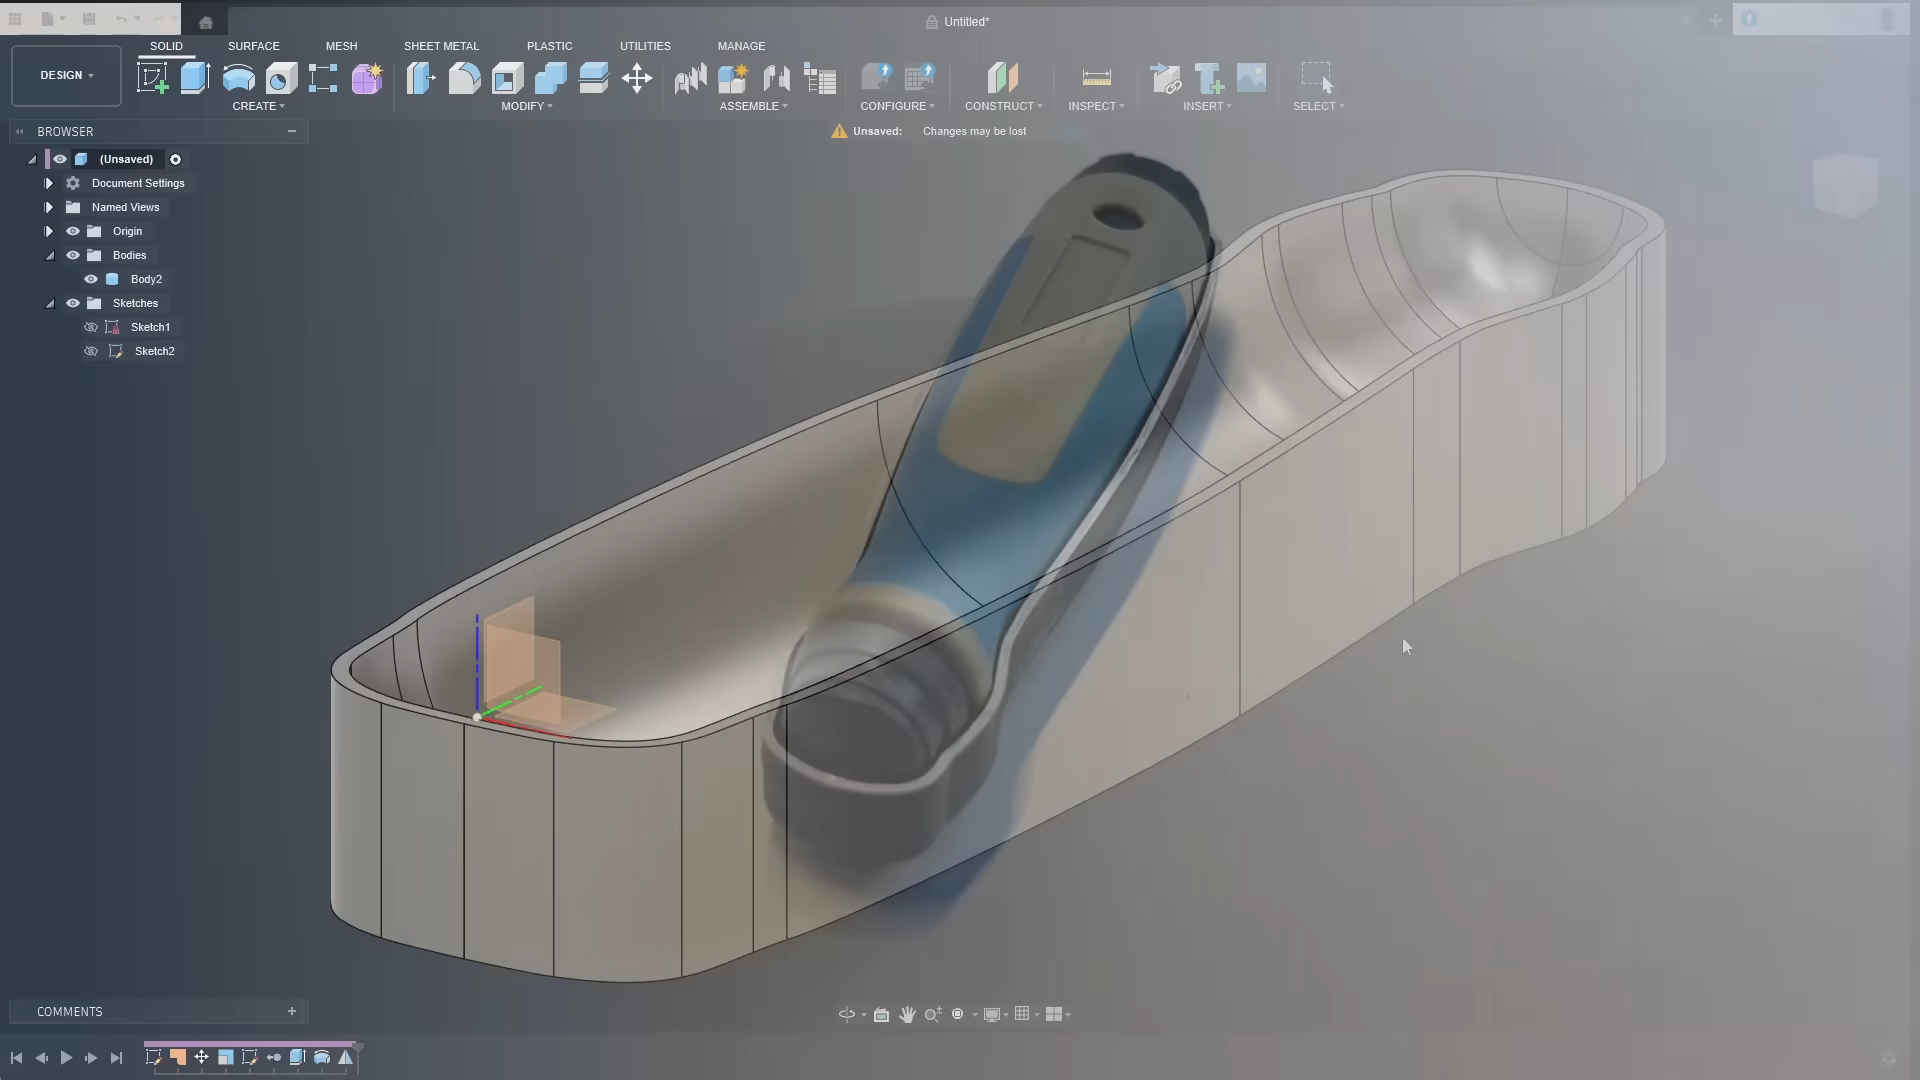 Untitled*
SOLID
SURFACE
MESH
SHEET METAL
PLASTIC
UTILITIES
MANAGE
DESIGN
CREATE
MODIFY
ASSEMBLE
CONFIGURE
CONSTRUCT
INSPECT
INSERT
SELECT
BROWSER
Unsaved: Changes may be lost
(Unsaved)
Document Settings
Named Views
Origin
Bodies
Body2
Sketches
Sketch1
Sketch2
COMMENTS